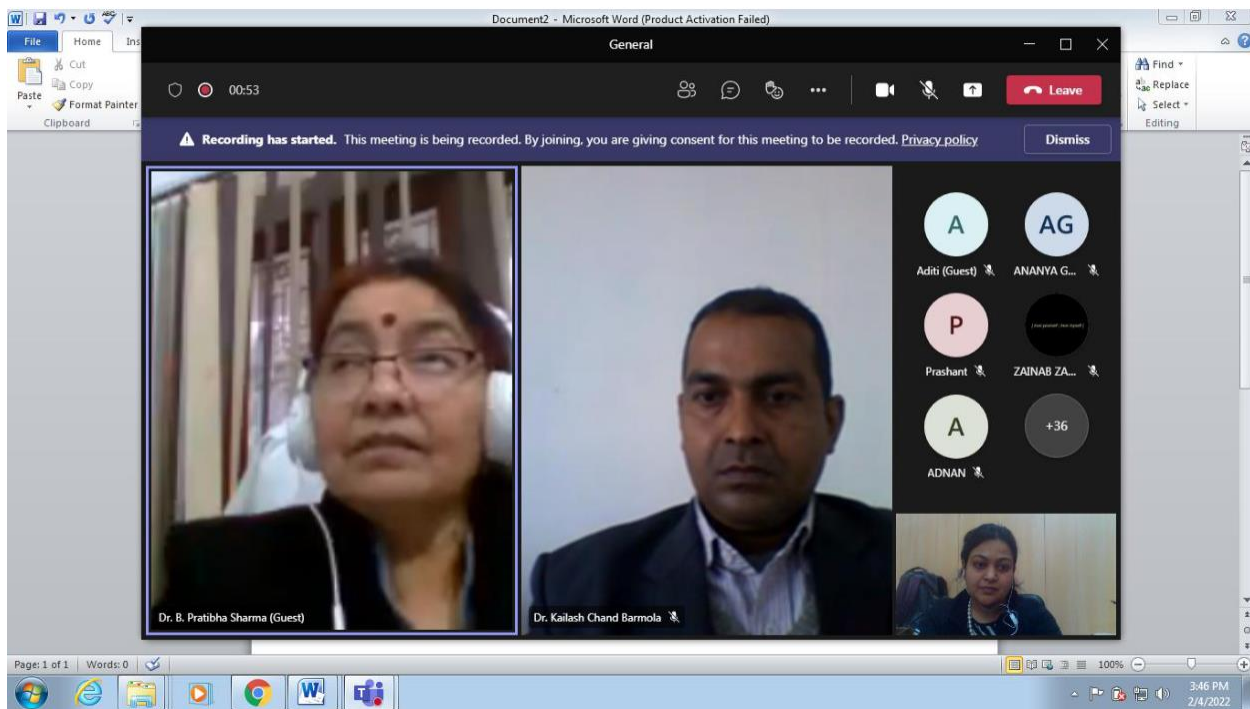 Document2 - Microsoft Word (Product Activation Failed)
File Home Ins
Cut
Copy
Paste
Format Painter
Clipboard
General
00:53
Leave
Find
Replace
Select
Editing
Recording has started. This meeting is being recorded. By joining, you are giving consent for this meeting to be recorded. Privacy policy
Dismiss
A AG
Aditi (Guest) ANANYA G...
P
Prashant ZAINAB ZA...
A +36
ADNAN
Dr. B. Pratibha Sharma (Guest)
Dr. Kailash Chand Barmola
Page: 1 of 1 Words: 0
100%
3:46 PM
2/4/2022